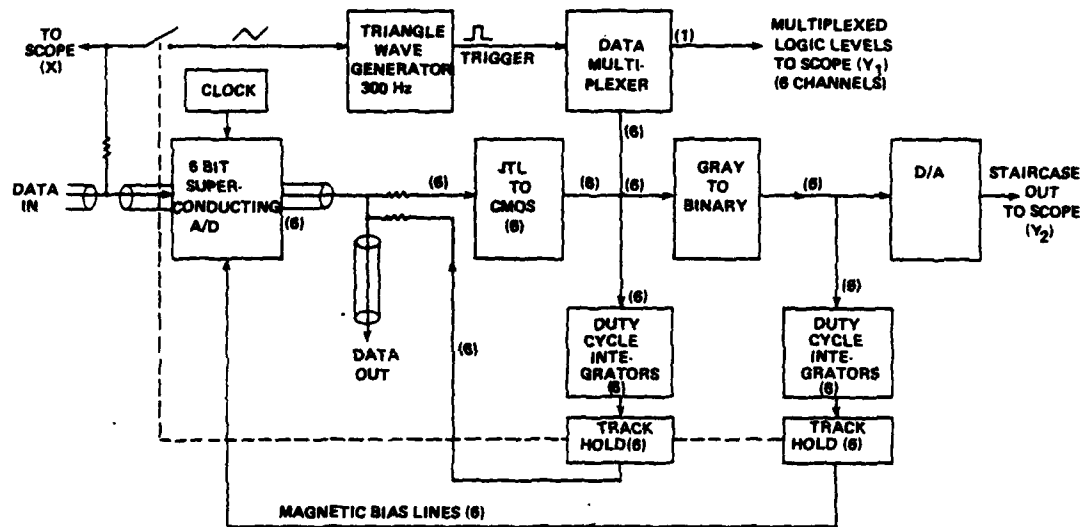 TO
SCOPE
(X)
TRIANGLE
WAVE
GENERATOR
300 Hz
TRIGGER
DATA
MULTI-
PLEXER
(1)
MULTIPLEXED
LOGIC LEVELS
TO SCOPE (Y1)
(6 CHANNELS)
CLOCK
(6)
DATA
IN
6 BIT
SUPER-
CONDUCTING
A/D
(6)
(6)
JTL
TO
CMOS
(6)
(6)
(6)
GRAY
TO
BINARY
(6)
D/A
STAIRCASE
OUT
TO SCOPE
(Y2)
DATA
OUT
(6)
(6)
DUTY
CYCLE
INTE-
GRATORS
(6)
(6)
DUTY
CYCLE
INTE-
GRATORS
(6)
TRACK
HOLD(6)
TRACK
HOLD (6)
MAGNETIC BIAS LINES (6)